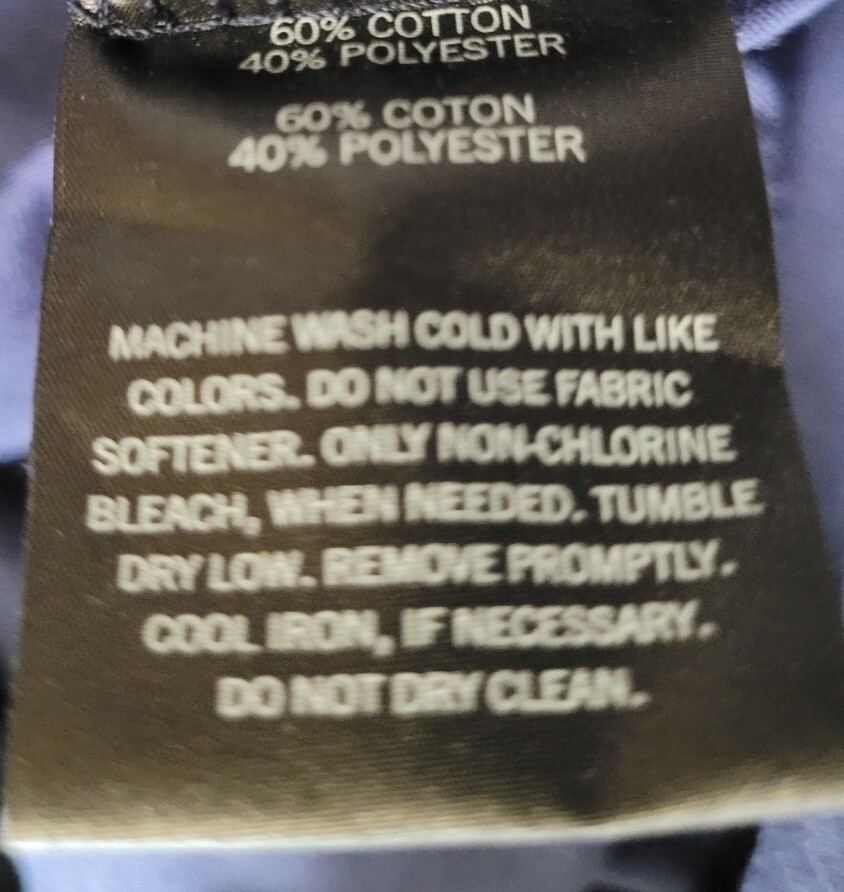 60% COTTON
40% POLYESTER
60% COTON
40% POLYESTER
MACHINE WASH COLD WITH LIKE
COLORS. DO NOT USE FABRIC
SOFTENER. ONLY NON-CHLORINE
BLEACH, WHEN NEEDED. TUMBLE
DRY LOW. REMOVE PROMPTLY.
COOL IRON, IF NECESSARY.
DO NOT DRY CLEAN.